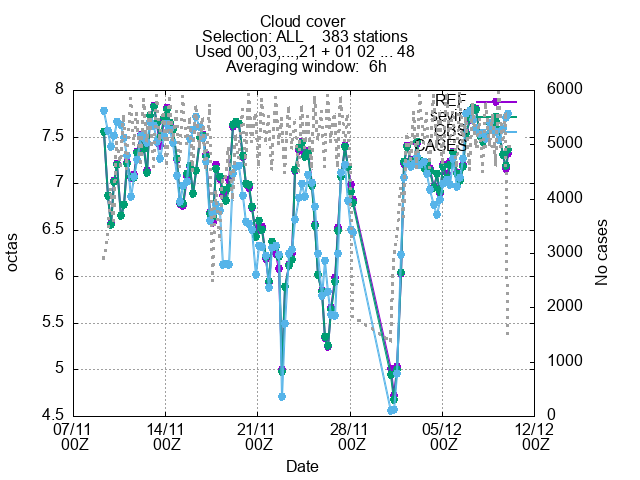 Cloud cover
Selection: ALL 383 stations
Used 00,03,...,21 + 01 02 ... 48
Averaging window: 6h
8
7.5
7
6.5
6
5.5
5
4.5
octas
6000
5000
4000
3000
2000
1000
0
No cases
REF
sevir
OBS
CASES
07/11 14/11 21/11 28/11 05/12 12/12
00Z 00Z 00Z 00Z 00Z 00Z
Date